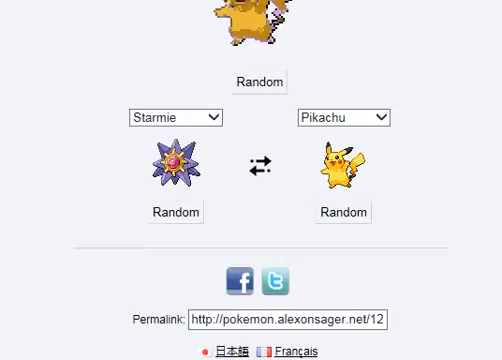 Random
Starmie Pikachu
Random Random
Permalink: http://pokemon.alexonsager.net/12
日本語 Français